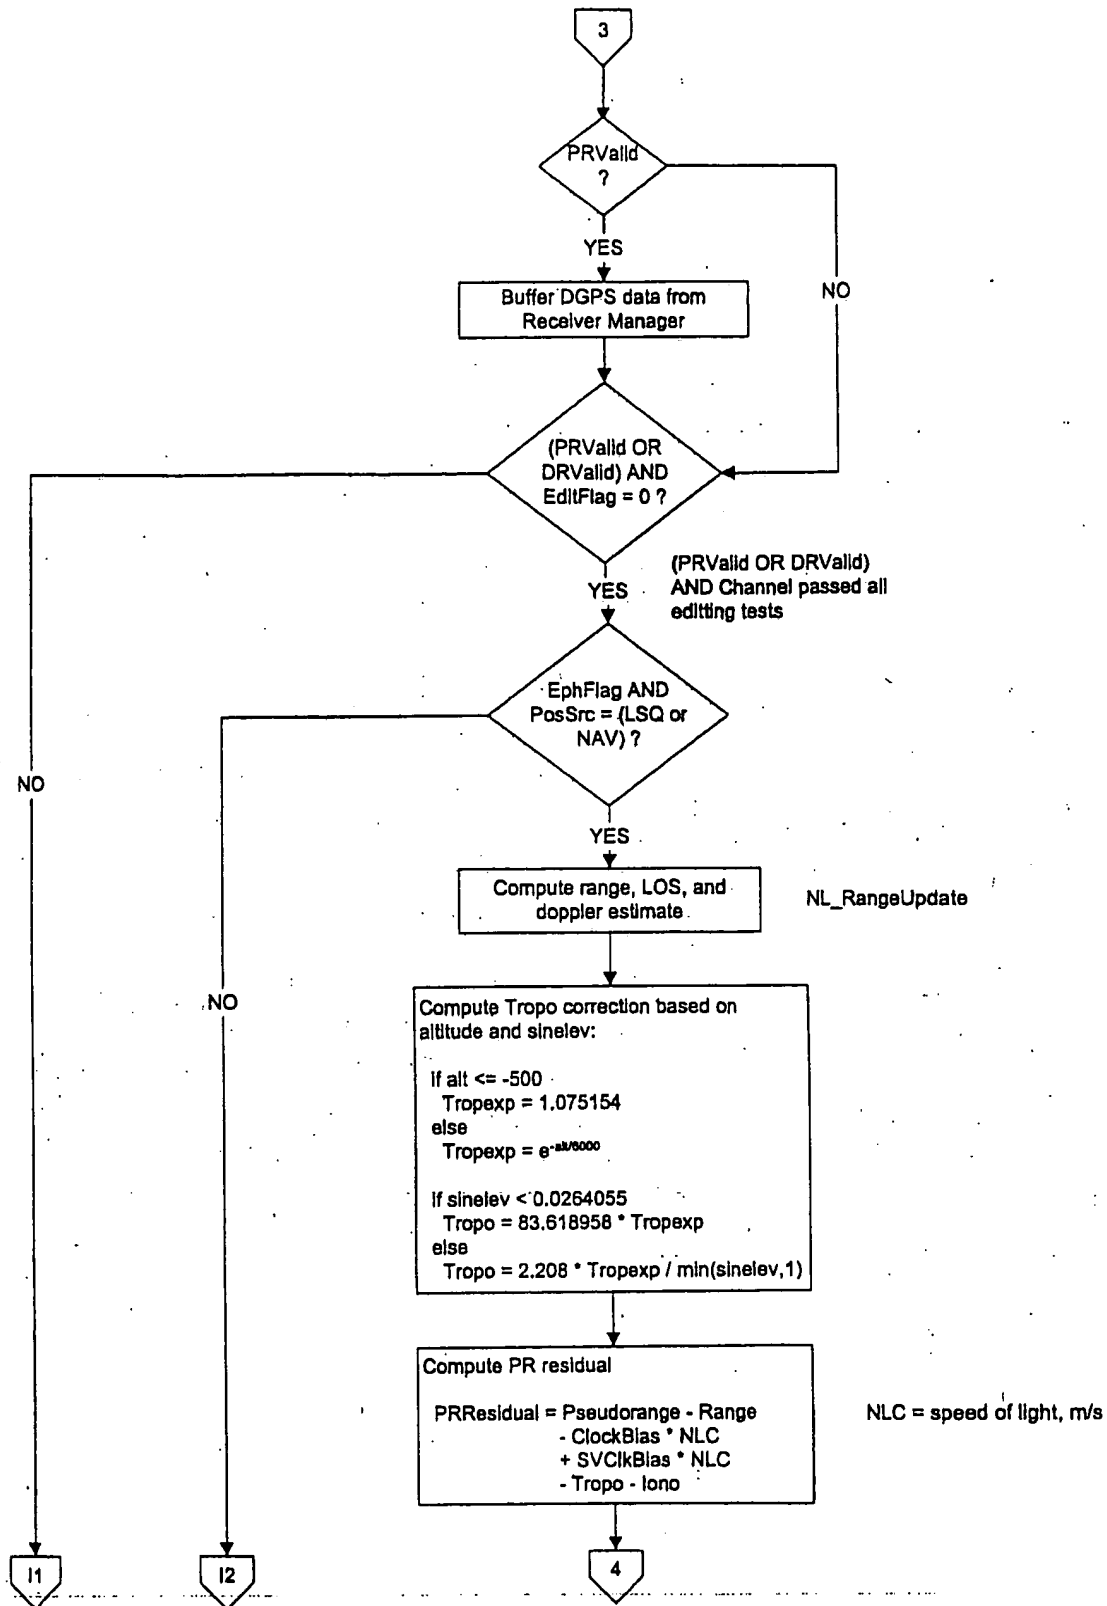 3
PRValid
?
YES
NO
Buffer DGPS data from
Receiver Manager
(PRValid OR
DRValid) AND
EditFlag = 0 ?
YES
(PRValid OR DRValid)
AND Channel passed all
editting tests
EphFlag AND
PosSrc = (LSQ or
NAV) ?
NO
YES
Compute range, LOS, and
doppler estimate
NL_RangeUpdate
NO
Compute Tropo correction based on
altitude and sinelev:
if alt <= -500
Tropexp = 1.075154
else
Tropexp = e-alt/6000
if sinelev < 0.0264055
Tropo = 83.618958 * Tropexp
else
Tropo = 2.208 * Tropexp / min(sinelev,1)
Compute PR residual
PRResidual = Pseudorange - Range
- ClockBias * NLC
+ SVClkBias * NLC
- Tropo - Iono
NLC = speed of light, m/s
I1
I2
4